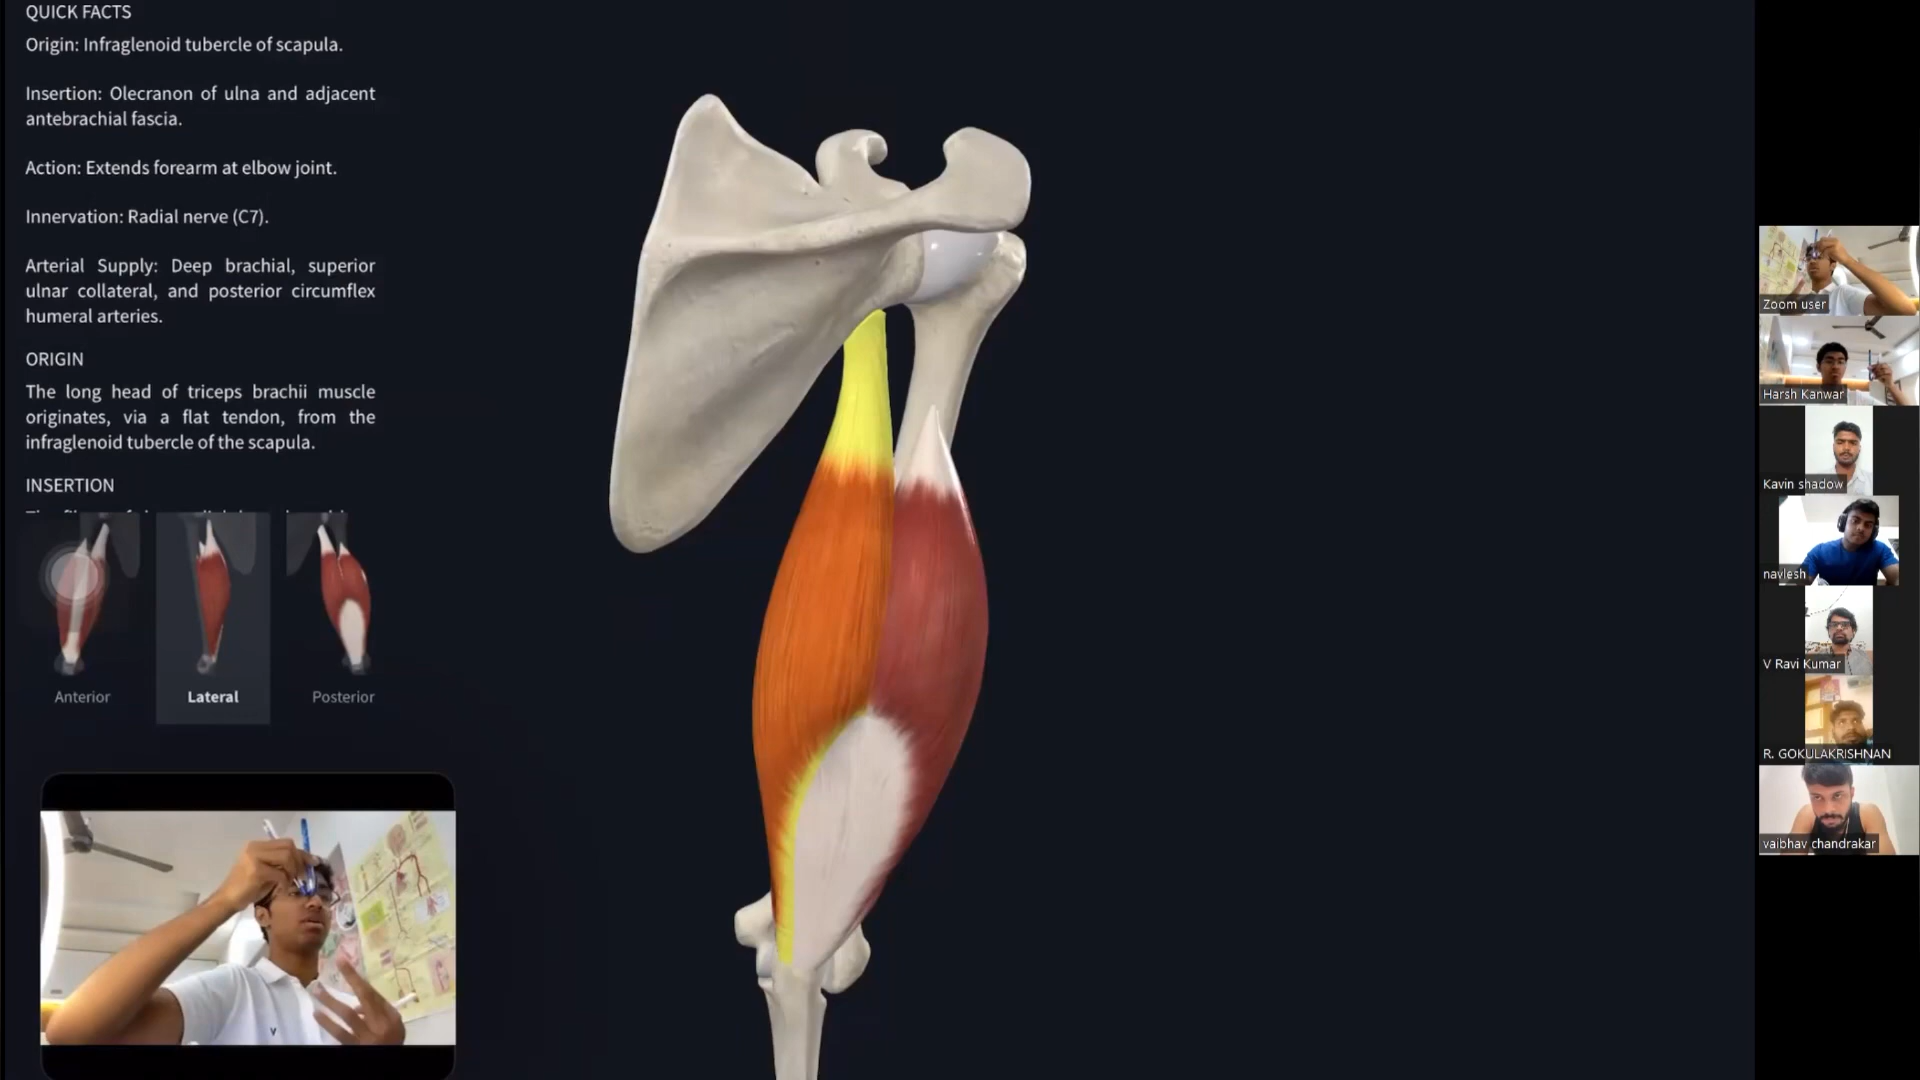 QUICK FACTS
Origin: Infraglenoid tubercle of scapula.
Insertion: Olecranon of ulna and adjacent
antebrachial fascia.
Action: Extends forearm at elbow joint.
Innervation: Radial nerve (C7).
Arterial Supply: Deep brachial, superior
ulnar collateral, and posterior circumflex
humeral arteries.
ORIGIN
The long head of triceps brachii muscle
originates, via a flat tendon, from the
infraglenoid tubercle of the scapula.
INSERTION
Anterior
Lateral
Posterior
Zoom user
Harsh Kanwar
Kavin shadow
navlesh
V Ravi Kumar
R. GOKULAKRISHNAN
vaibhav chandrakar